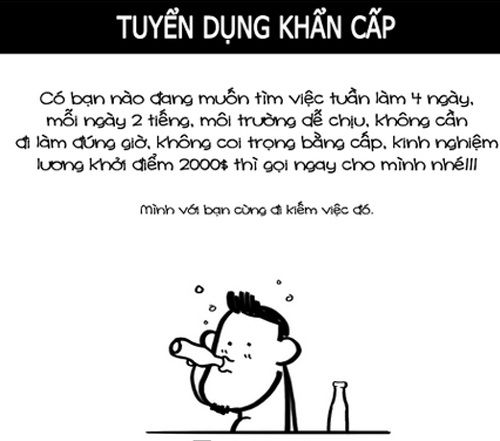 TUYỂN DỤNG KHẨN CẤP
Có bạn nào đang muốn tìm việc tuần làm 4 ngày,
mỗi ngày 2 tiếng, môi trường dễ chịu, không cần
đi làm đúng giờ, không coi trọng bằng cấp, kinh nghiệm
lương khởi điểm 2000$ thì gọi ngay cho mình nhé!!!
Mình với bạn cùng đi kiếm việc đó.